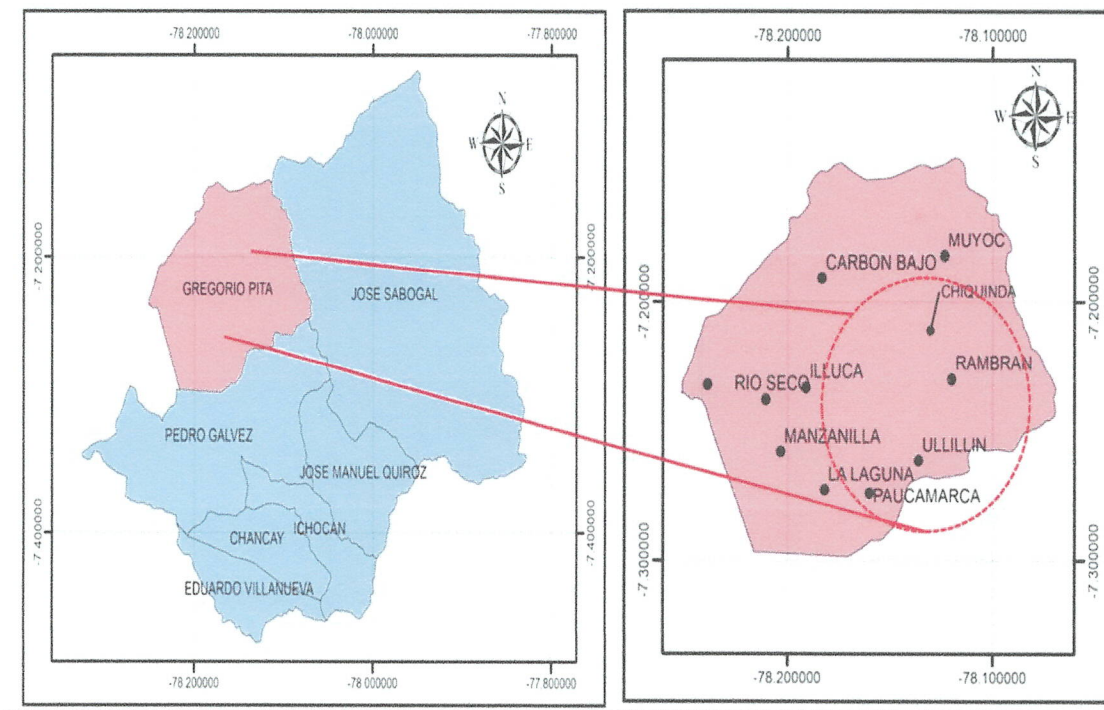 -78 200000
-78 000000
-77 800000
N
W E
S
-7 200000
-7 200000
GREGORIO PITA
JOSE SABOGAL
PEDRO GALVEZ
JOSE MANUEL QUIROZ
ICHOCAN
CHANCAY
EDUARDO VILLANUEVA
-7 400000
-7 400000
-78 200000
-78 000000
-77 800000
-78 200000
-78.100000
N
W E
S
MUYOC
CARBON BAJO
CHIQUINDA
-7 200000
-7 200000
RAMBRAN
ILLUCA
RIO SECO
MANZANILLA
ULLILLIN
LA LAGUNA
PAUCAMARCA
-7 300000
-7 300000
-78 200000
-78.100000